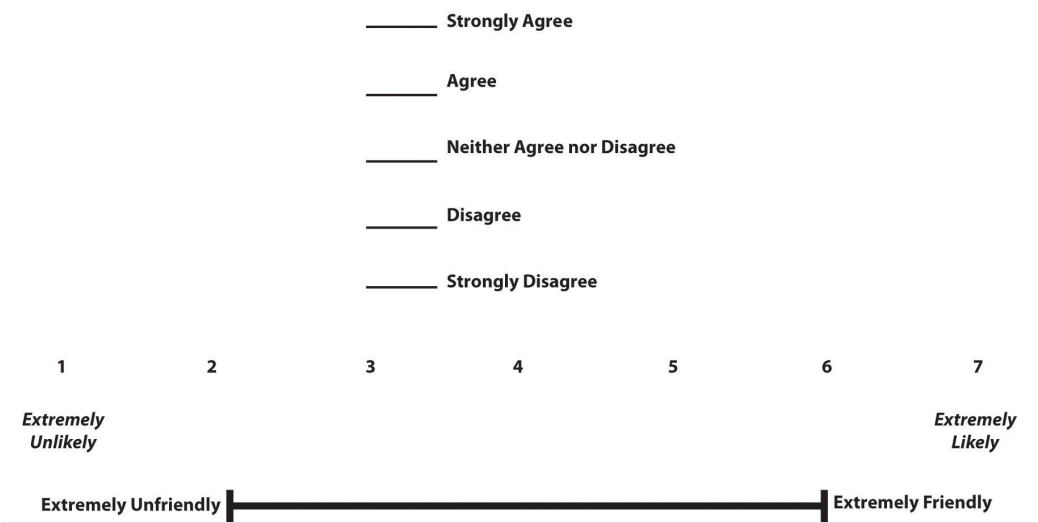 Strongly Agree
Agree
Neither Agree nor Disagree
Disagree
Strongly Disagree
1 2 3 4 5 6 7
Extremely Unlikely
Extremely Likely
Extremely Unfriendly Extremely Friendly